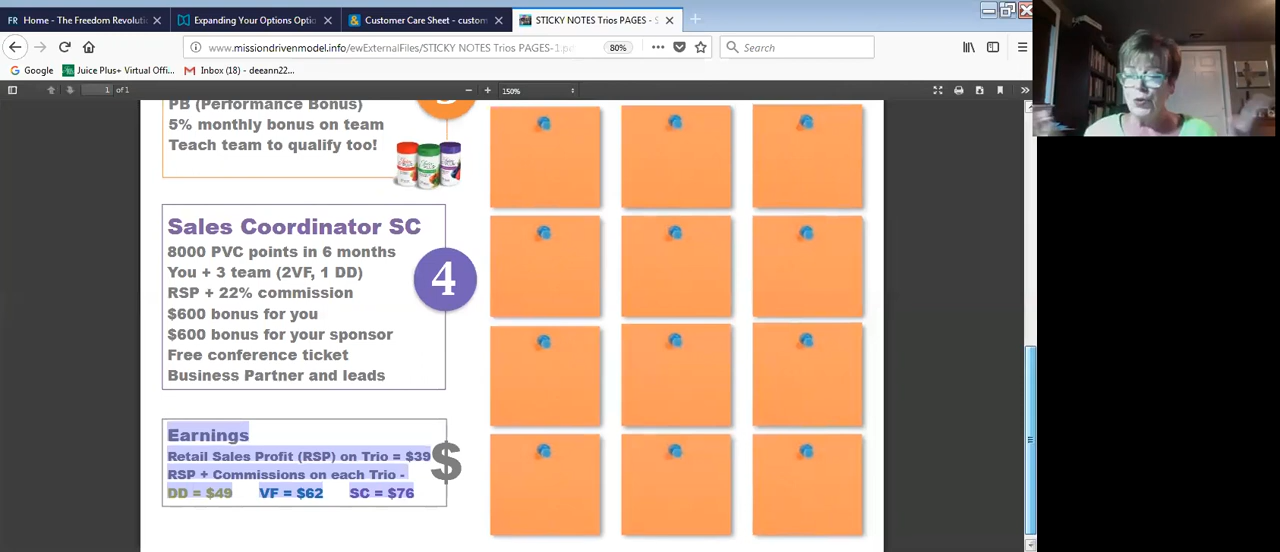 Home - The Freedom Revoluti
Expanding Your Options Optio
Customer Care Sheet - custom
STICKY NOTES Trios PAGES - S
www.missiondrivenmodel.info/ewExternalFiles/STICKY NOTES Trios PAGES-1.p
80%
Search
Google
Juice Plus+ Virtual Offi...
Inbox (18) - deeann22...
1 of 1
150%
PB (Performance Bonus)
5% monthly bonus on team
Teach team to qualify too!
Sales Coordinator SC
8000 PVC points in 6 months
You + 3 team (2VF, 1 DD)
RSP + 22% commission
$600 bonus for you
$600 bonus for your sponsor
Free conference ticket
Business Partner and leads
4
Earnings
Retail Sales Profit (RSP) on Trio = $39
RSP + Commissions on each Trio -
DD = $49 VF = $62 SC = $76
$